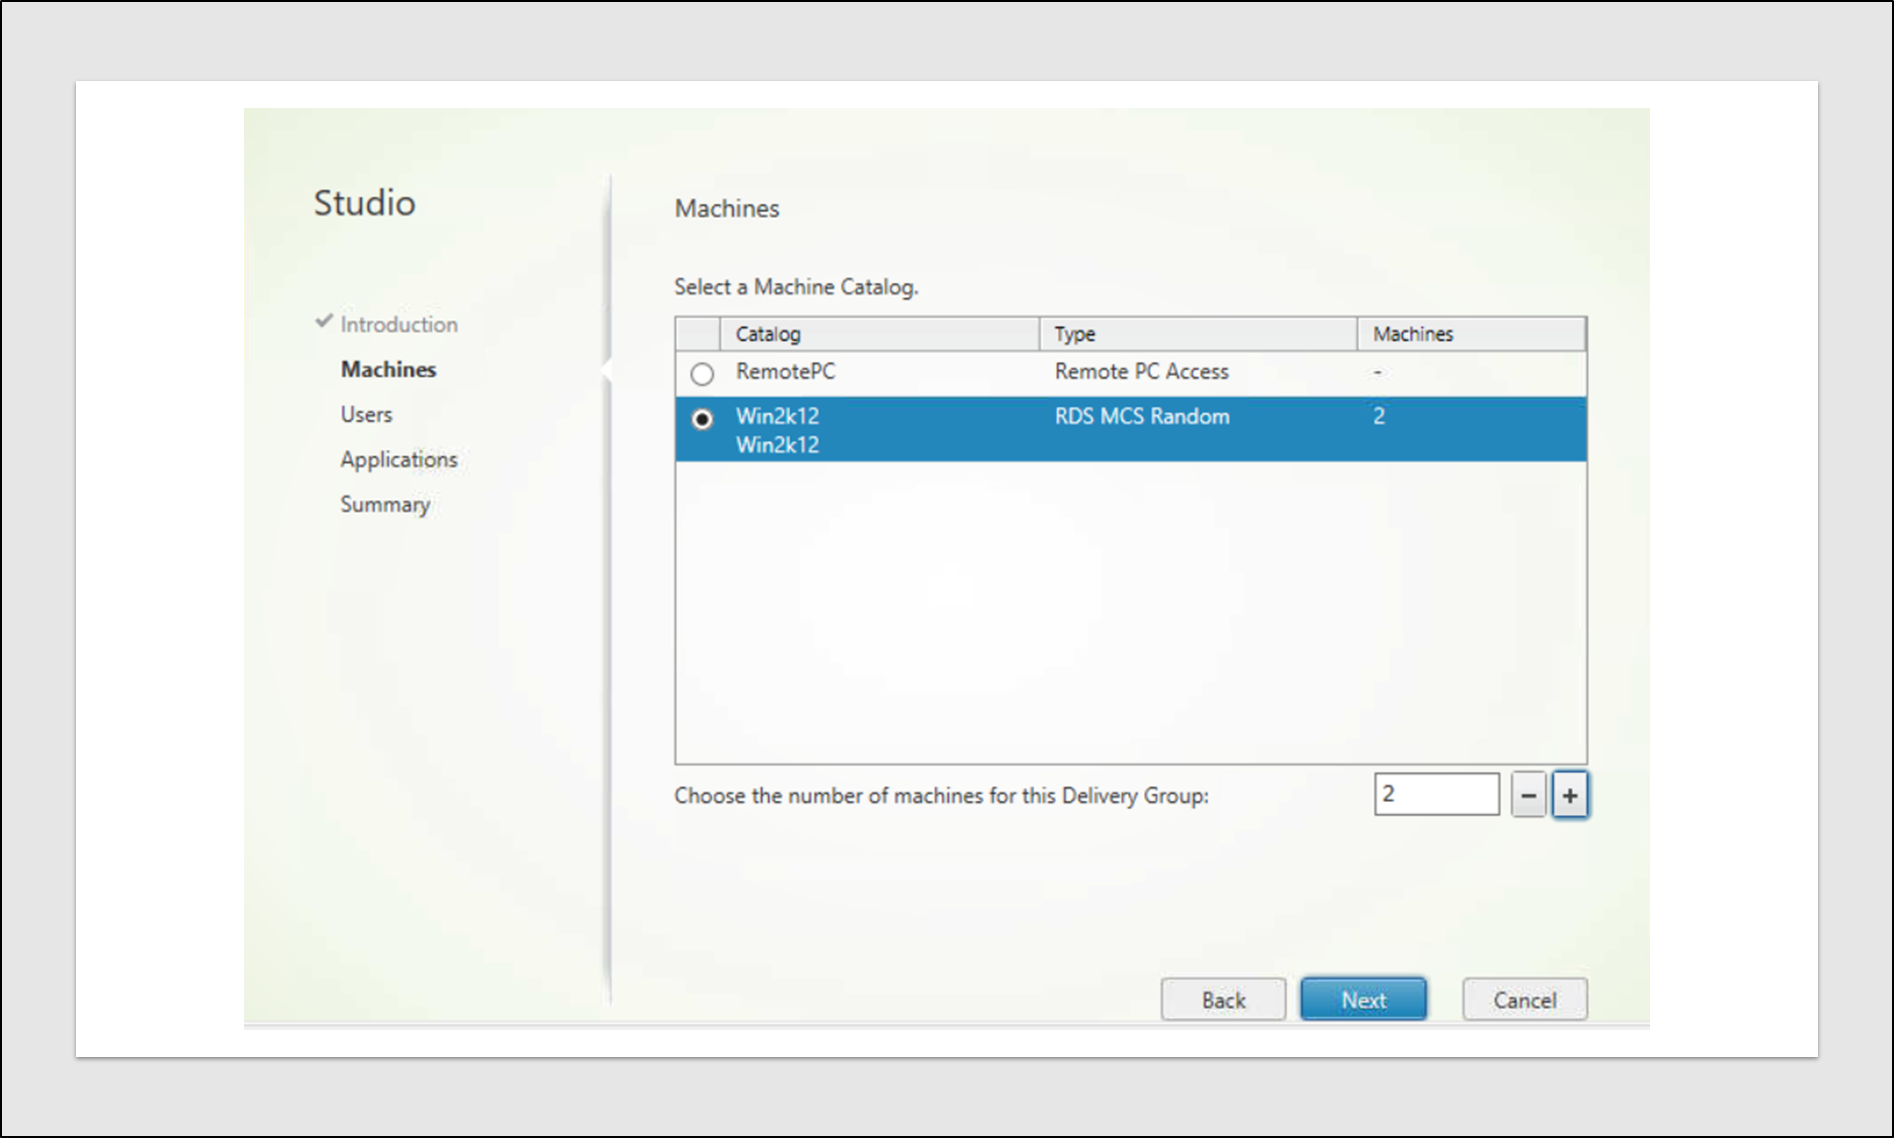 Studio
Introduction
Machines
Users
Applications
Summary
Machines
Select a Machine Catalog.
Catalog Type Machines
RemotePC Remote PC Access -
Win2k12 RDS MCS Random 2
Win2k12
Choose the number of machines for this Delivery Group: 2 − +
Back Next Cancel